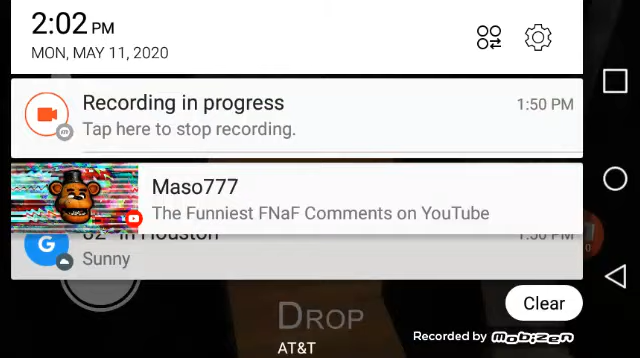 2:02 PM
MON, MAY 11, 2020
Recording in progress
1:50 PM
Tap here to stop recording.
Maso777
The Funniest FNaF Comments on YouTube
G
in Houston
1:50 PM
Sunny
Clear
DROP
Recorded by mobizen
AT&T